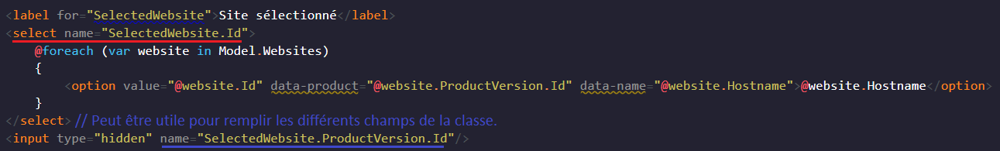 <label for="SelectedWebsite">Site sélectionné</label>
<select name="SelectedWebsite.Id">
@foreach (var website in Model.Websites)
{
<option value="@website.Id" data-product="@website.ProductVersion.Id" data-name="@website.Hostname">@website.Hostname</option>
}
</select> // Peut être utile pour remplir les différents champs de la classe.
<input type="hidden" name="SelectedWebsite.ProductVersion.Id"/>